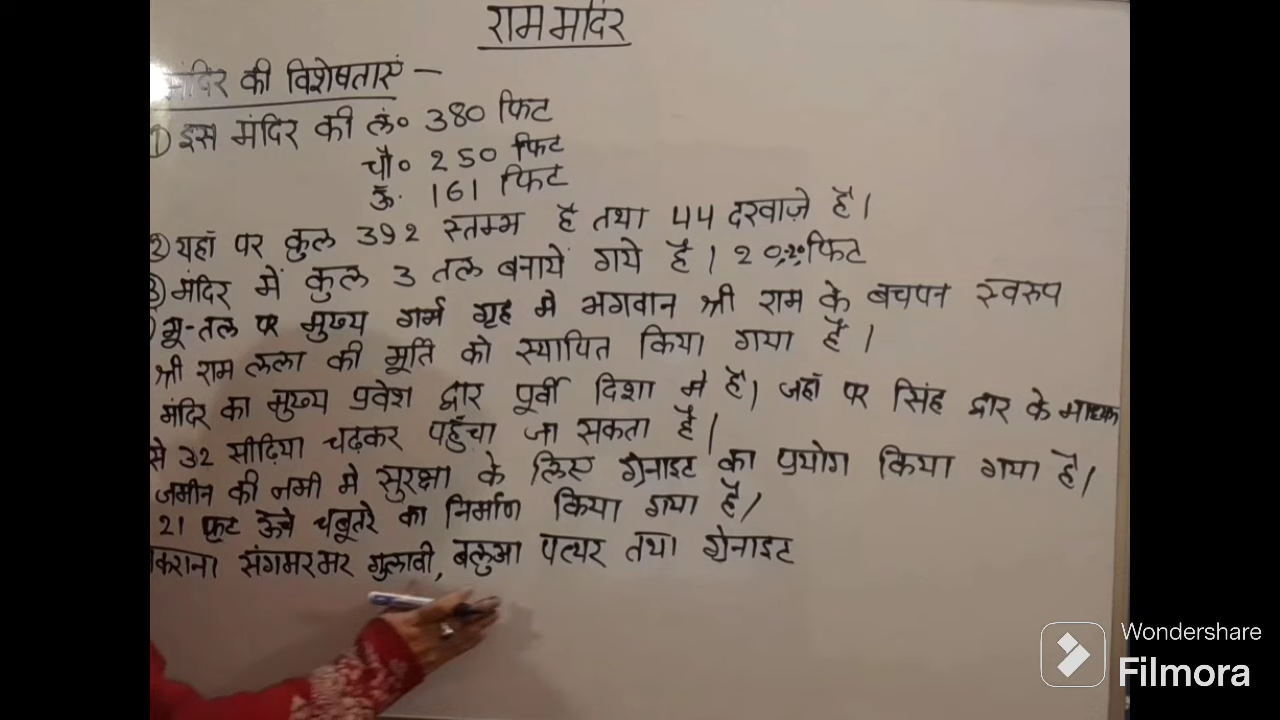 राम मंदिर
मंदिर की विशेषताएं –
① इस मंदिर की लं० 380 फिट
चौ० 250 फिट
ऊ. 161 फिट
② यहाँ पर कुल 392 स्तम्भ है तथा 44 दरवाज़े है।
③ मंदिर में कुल 3 तल बनाये गये है। 20,20 फिट
भू-तल पर मुख्य गर्भ गृह मे भगवान श्री राम के बचपन स्वरुप
श्री राम लला की मूर्ति को स्थापित किया गया है।
मंदिर का मुख्य प्रवेश द्वार पूर्वी दिशा मे है। जहाँ पर सिंह द्वार के माध्यम
से 32 सीढ़िया चढ़कर पहुँचा जा सकता है।
जमीन की नमी मे सुरक्षा के लिए ग्रेनाइट का प्रयोग किया गया है।
21 फुट ऊँचे चबूतरे का निर्माण किया गया है।
मकराना संगमरमर गुलावी, बलुआ पत्थर तथा ग्रेनाइट
Wondershare
Filmora